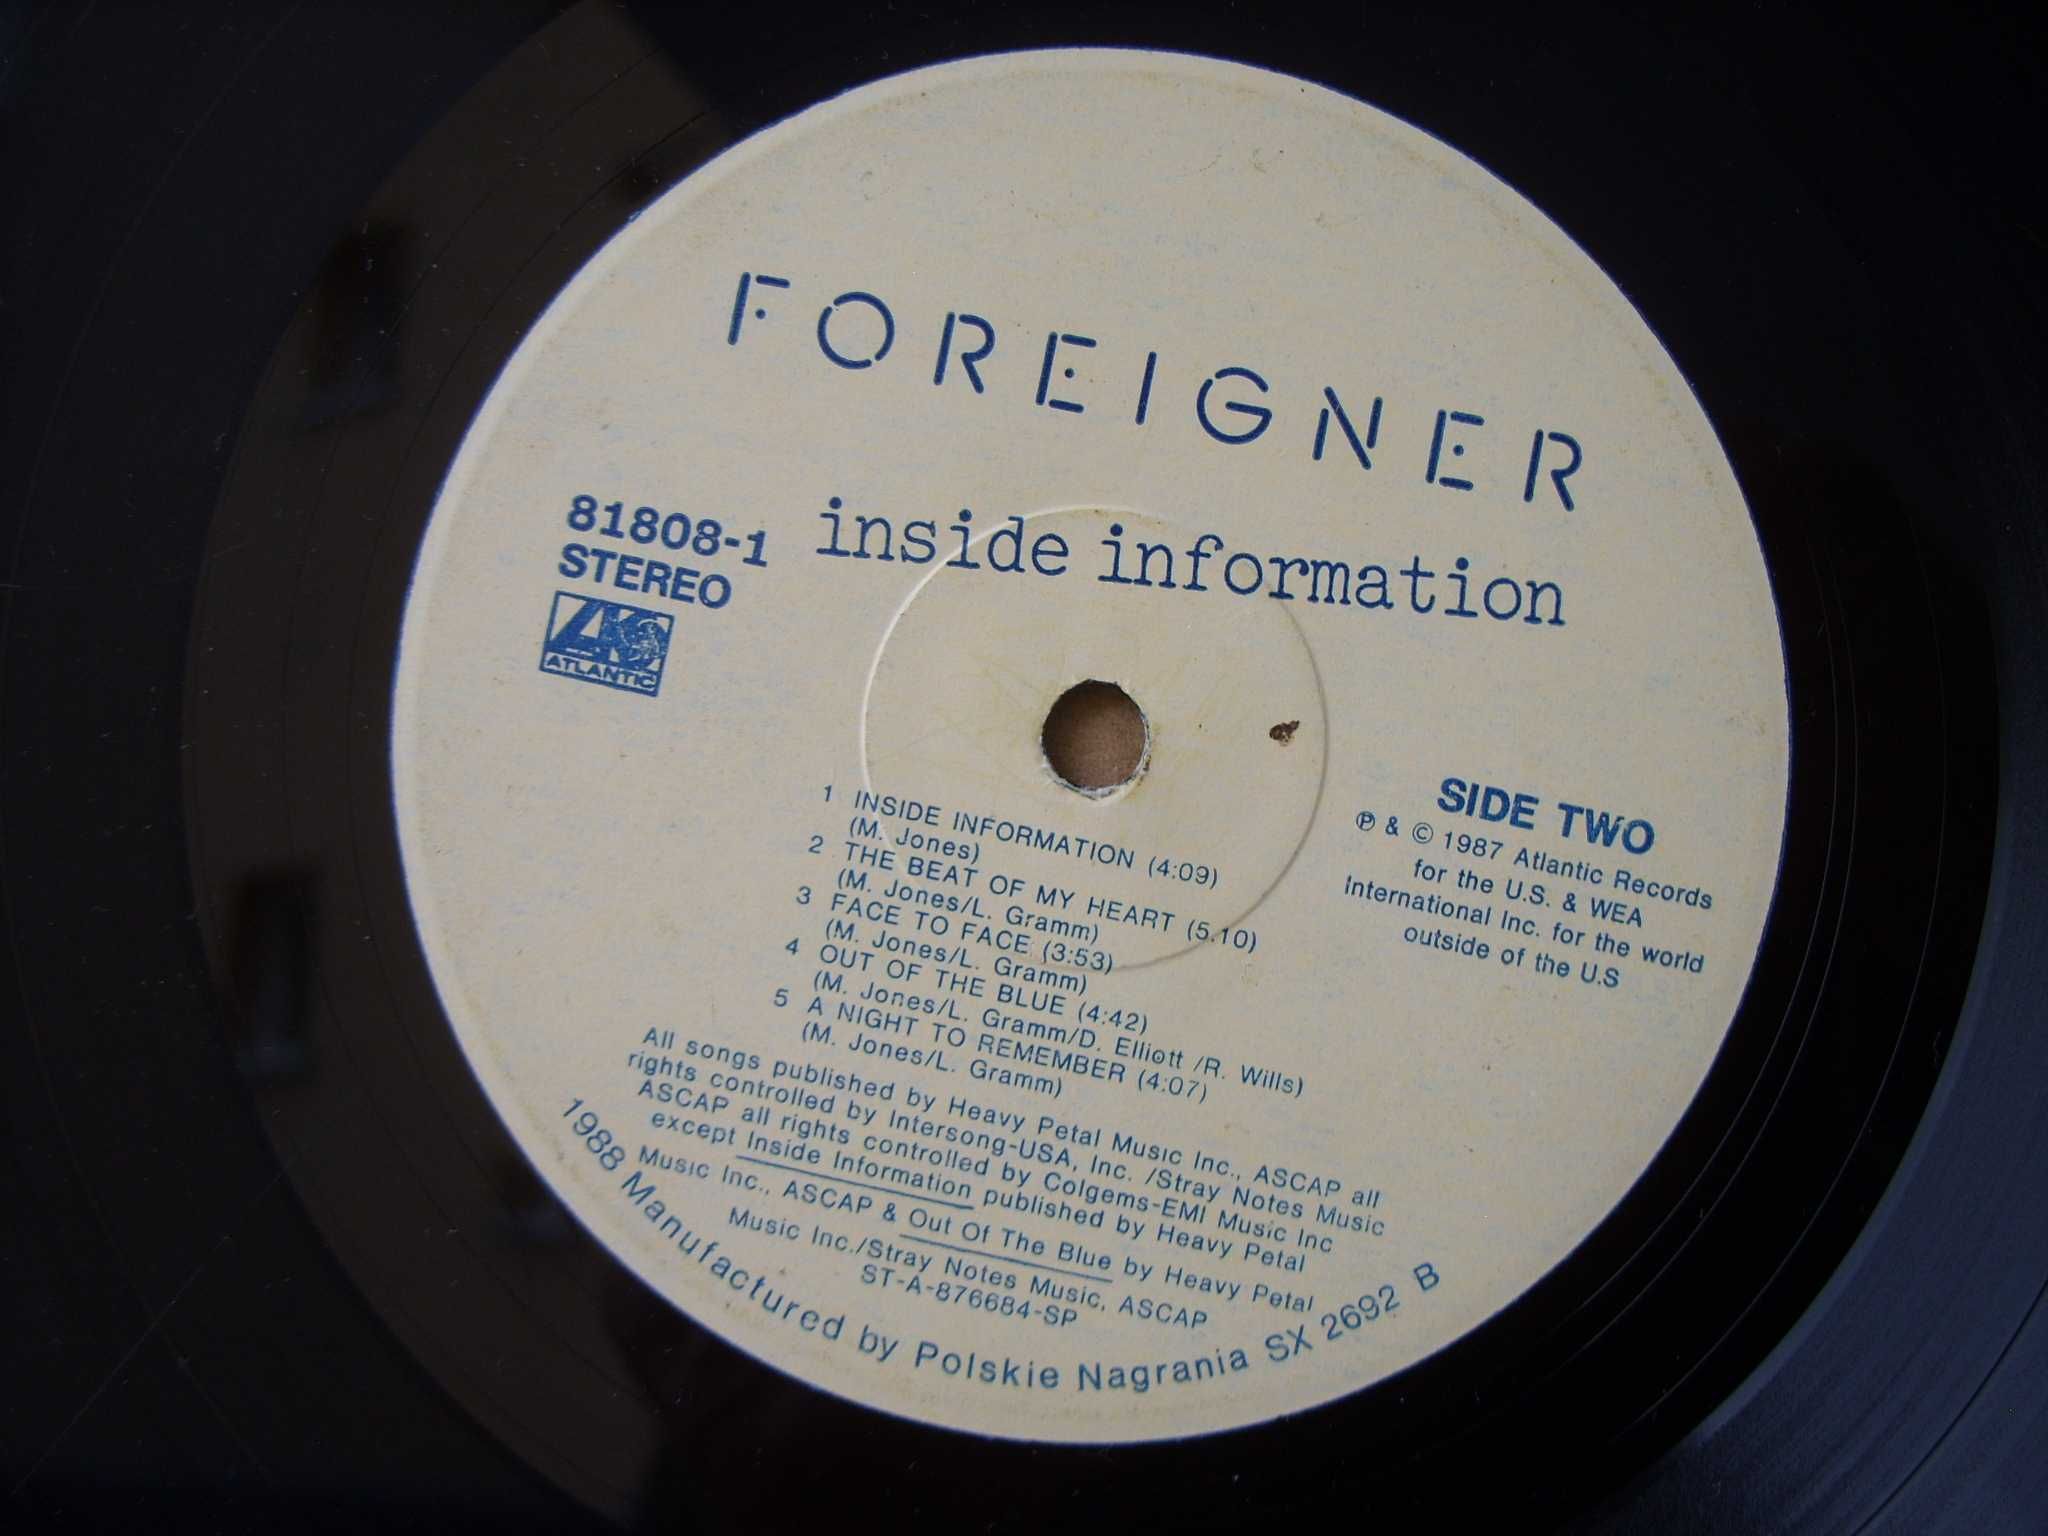 FOREIGNER
inside information
81808-1
STEREO
ATLANTIC
1 INSIDE INFORMATION (4:09)
(M. Jones)
2 THE BEAT OF MY HEART (5.10)
(M. Jones/L. Gramm)
3 FACE TO FACE (3:53)
(M. Jones/L. Gramm)
4 OUT OF THE BLUE (4:42)
(M. Jones/L. Gramm/D. Elliott /R. Wills)
5 A NIGHT TO REMEMBER (4:07)
(M. Jones/L. Gramm)
SIDE TWO
℗ & © 1987 Atlantic Records
for the U.S. & WEA
International Inc. for the world
outside of the U.S
All songs published by Heavy Petal Music Inc., ASCAP all
rights controlled by Intersong-USA, Inc. /Stray Notes Music
ASCAP all rights controlled by Colgems-EMI Music Inc
except Inside Information published by Heavy Petal
Music Inc., ASCAP & Out Of The Blue by Heavy Petal
Music Inc./Stray Notes Music, ASCAP
ST-A-876684-SP
1988 Manufactured by Polskie Nagrania SX 2692 B